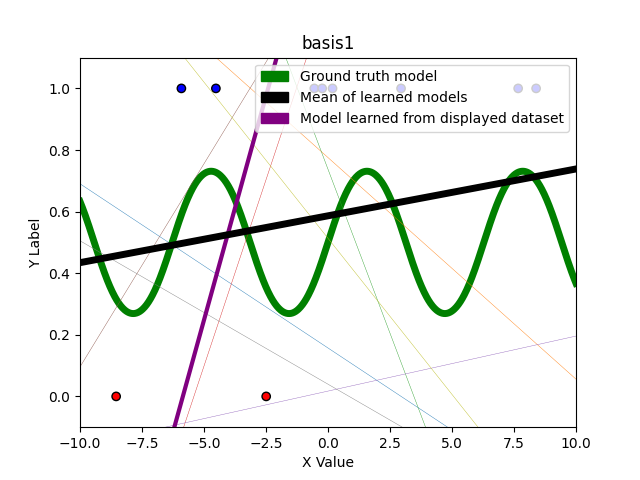 basis1
Ground truth model
Mean of learned models
Model learned from displayed dataset
1.0
0.8
0.6
0.4
0.2
0.0
Y Label
−10.0 −7.5 −5.0 −2.5 0.0 2.5 5.0 7.5 10.0
X Value